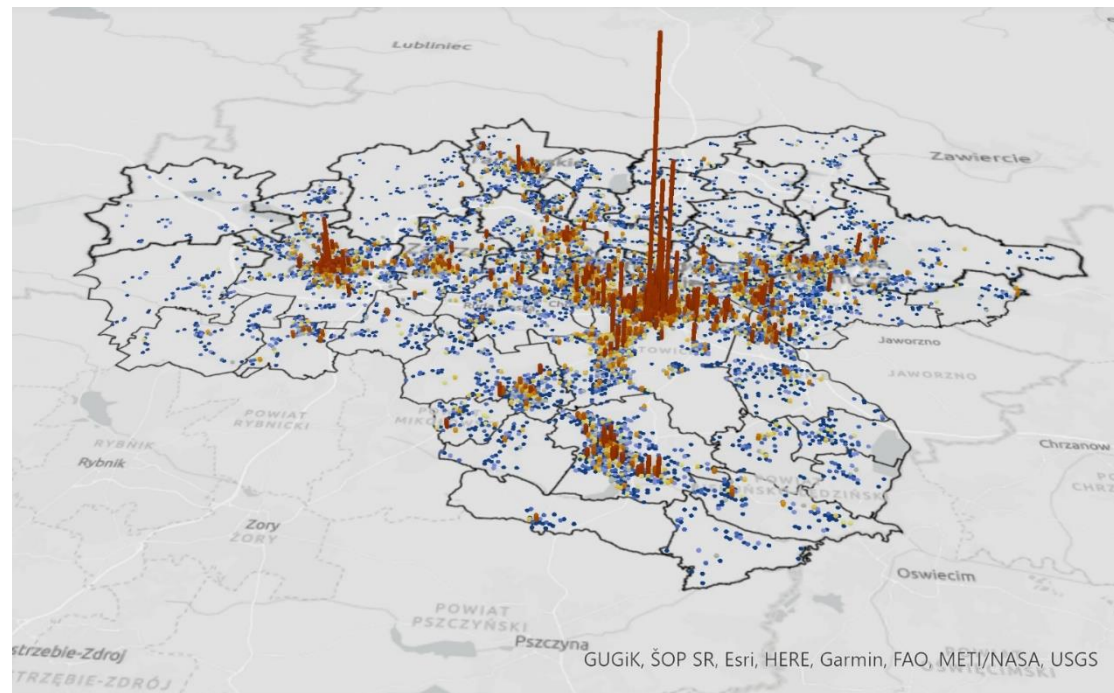 Lubliniec
Zawiercie
Jaworzno
JAWORZNO
Chrzanow
POWIAT
RYBNICKI
RYBNIK
Rybnik
Zory
ŻORY
Oswiecim
POWIAT
PSZCZYŃSKI
Pszczyna
strzebie-Zdroj
TRZĘBIE-ZDRÓJ
GUGiK, ŠOP SR, Esri, HERE, Garmin, FAO, METI/NASA, USGS